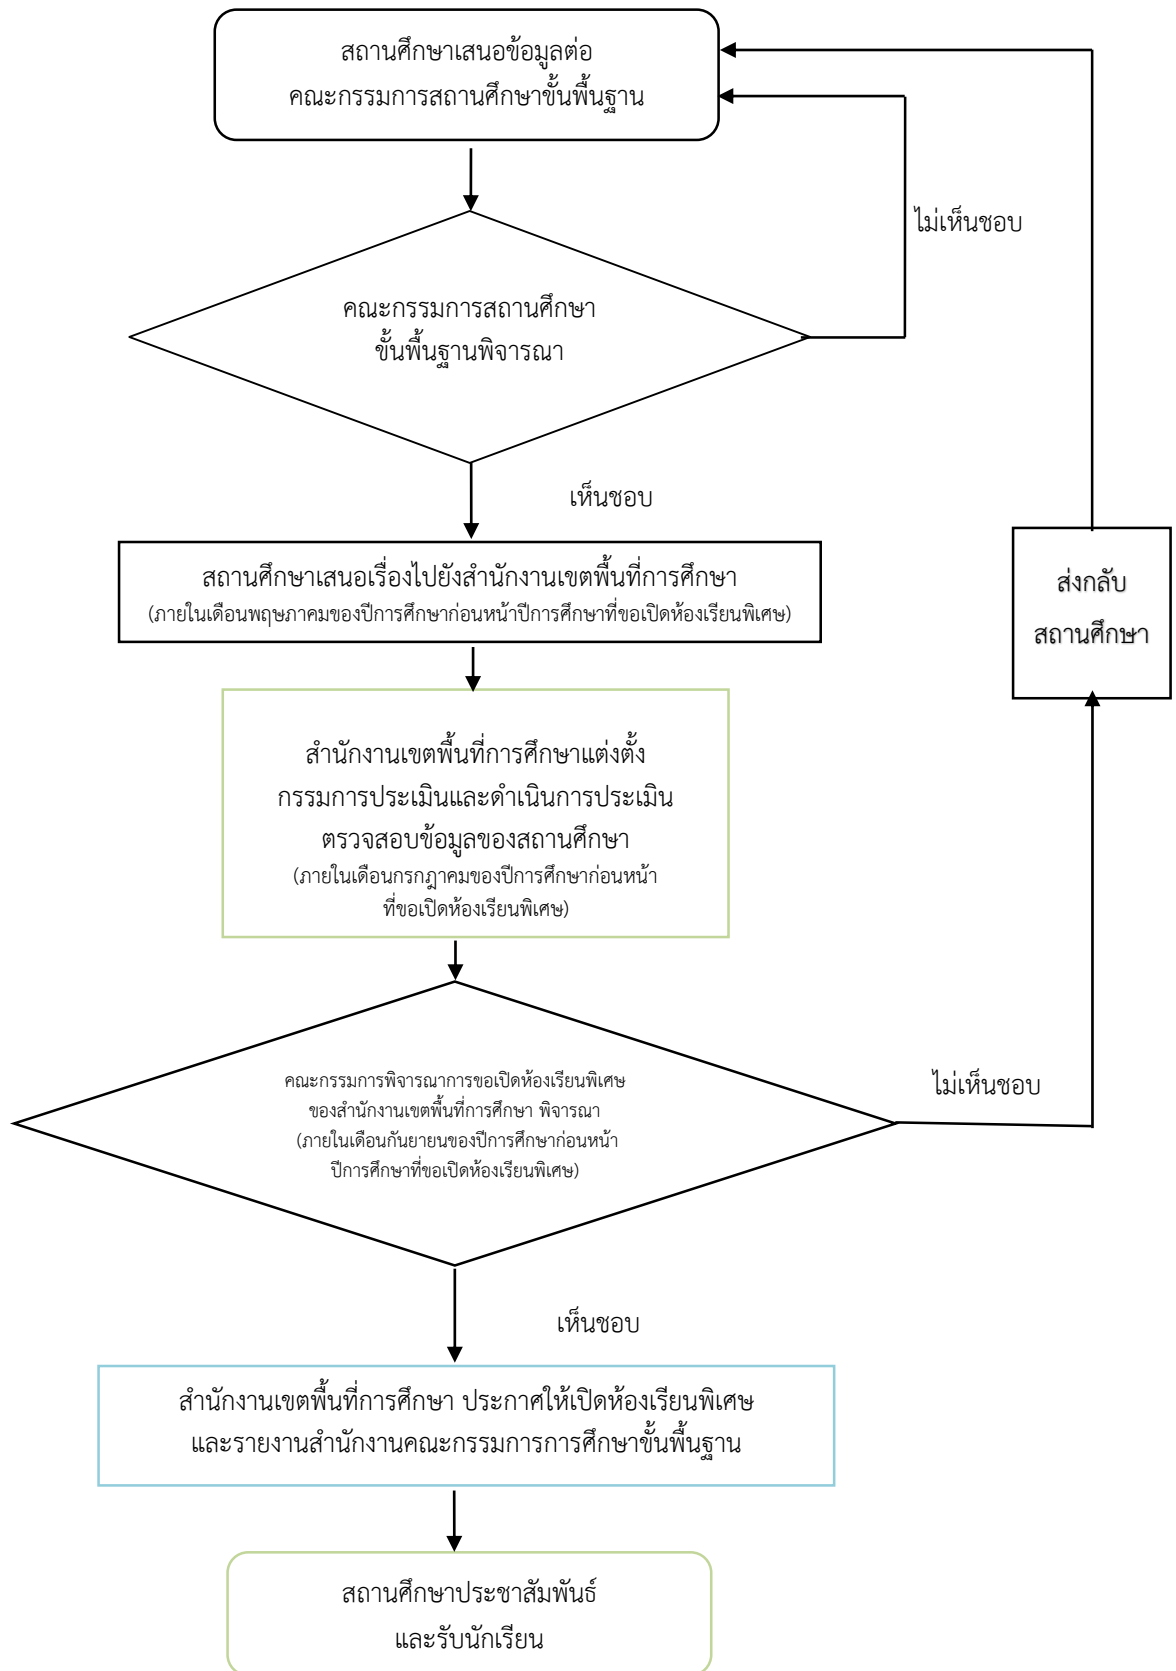 สถานศึกษาเสนอข้อมูลต่อ
คณะกรรมการสถานศึกษาขั้นพื้นฐาน
ไม่เห็นชอบ
คณะกรรมการสถานศึกษา
ขั้นพื้นฐานพิจารณา
เห็นชอบ
สถานศึกษาเสนอเรื่องไปยังสำนักงานเขตพื้นที่การศึกษา
(ภายในเดือนพฤษภาคมของปีการศึกษาก่อนหน้าปีการศึกษาที่ขอเปิดห้องเรียนพิเศษ)
ส่งกลับ
สถานศึกษา
สำนักงานเขตพื้นที่การศึกษาแต่งตั้ง
กรรมการประเมินและดำเนินการประเมิน
ตรวจสอบข้อมูลของสถานศึกษา
(ภายในเดือนกรกฎาคมของปีการศึกษาก่อนหน้า
ที่ขอเปิดห้องเรียนพิเศษ)
คณะกรรมการพิจารณาการขอเปิดห้องเรียนพิเศษ
ของสำนักงานเขตพื้นที่การศึกษา พิจารณา
(ภายในเดือนกันยายนของปีการศึกษาก่อนหน้า
ปีการศึกษาที่ขอเปิดห้องเรียนพิเศษ)
ไม่เห็นชอบ
เห็นชอบ
สำนักงานเขตพื้นที่การศึกษา ประกาศให้เปิดห้องเรียนพิเศษ
และรายงานสำนักงานคณะกรรมการการศึกษาขั้นพื้นฐาน
สถานศึกษาประชาสัมพันธ์
และรับนักเรียน